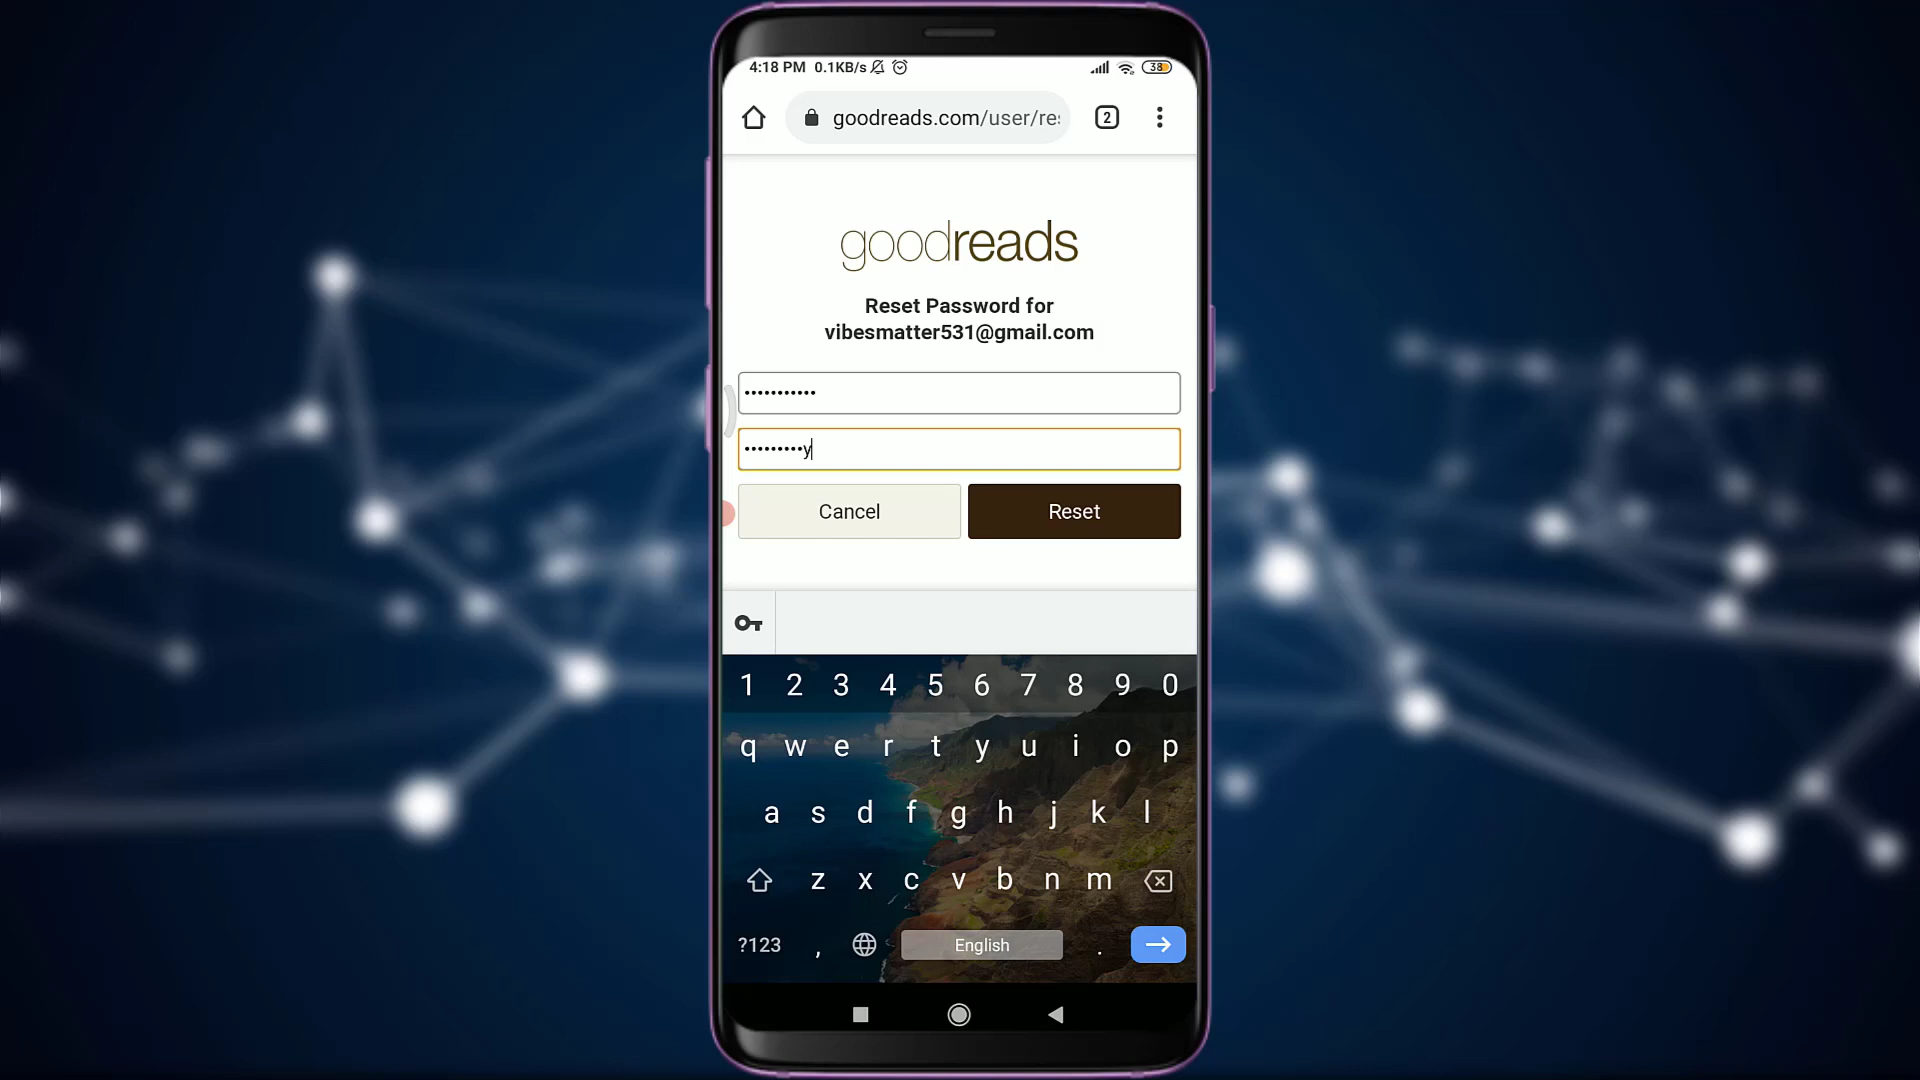 4:18 PM 0.1KB/s 38
goodreads.com/user/re
2
goodreads
Reset Password for
vibesmatter531@gmail.com
•••••••••••
•••••••••y
Cancel Reset
1 2 3 4 5 6 7 8 9 0
q w e r t y u i o p
a s d f g h j k l
z x c v b n m
?123 , English .